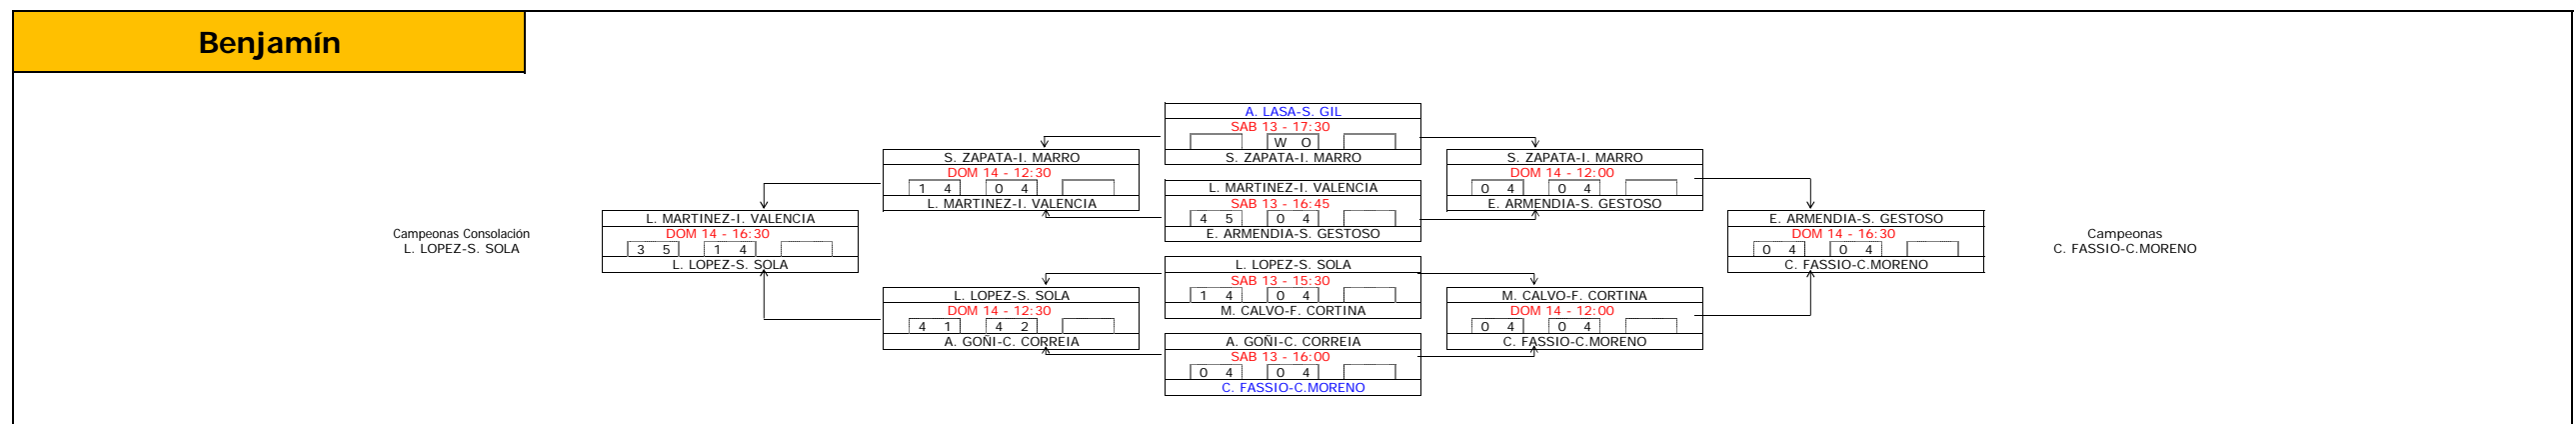 Benjamín
A. LASA-S. GIL
SAB 13 - 17:30
W O
S. ZAPATA-I. MARRO
L. MARTINEZ-I. VALENCIA
SAB 13 - 16:45
4 5 0 4
E. ARMENDIA-S. GESTOSO
L. LOPEZ-S. SOLA
SAB 13 - 15:30
1 4 0 4
M. CALVO-F. CORTINA
A. GOÑI-C. CORREIA
SAB 13 - 16:00
0 4 0 4
C. FASSIO-C.MORENO
S. ZAPATA-I. MARRO
DOM 14 - 12:30
1 4 0 4
L. MARTINEZ-I. VALENCIA
L. LOPEZ-S. SOLA
DOM 14 - 12:30
4 1 4 2
A. GOÑI-C. CORREIA
L. MARTINEZ-I. VALENCIA
DOM 14 - 16:30
3 5 1 4
L. LOPEZ-S. SOLA
Campeonas Consolación
L. LOPEZ-S. SOLA
S. ZAPATA-I. MARRO
DOM 14 - 12:00
0 4 0 4
E. ARMENDIA-S. GESTOSO
M. CALVO-F. CORTINA
DOM 14 - 12:00
0 4 0 4
C. FASSIO-C.MORENO
E. ARMENDIA-S. GESTOSO
DOM 14 - 16:30
0 4 0 4
C. FASSIO-C.MORENO
Campeonas
C. FASSIO-C.MORENO